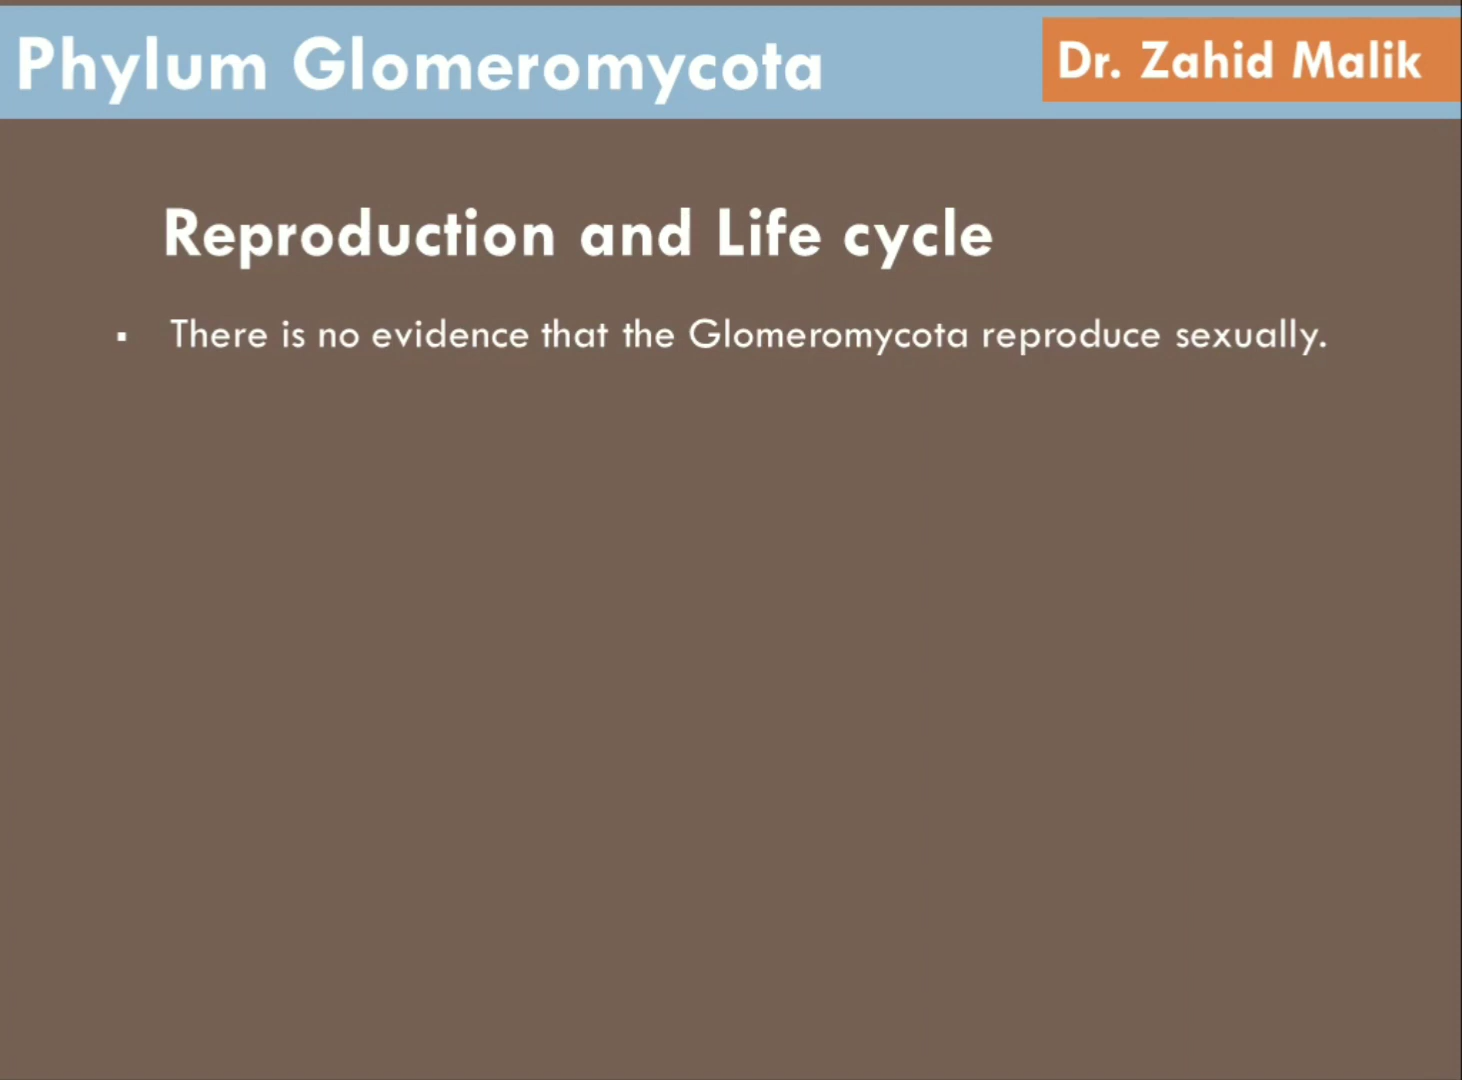 Phylum Glomeromycota
Dr. Zahid Malik
Reproduction and Life cycle
▪ There is no evidence that the Glomeromycota reproduce sexually.